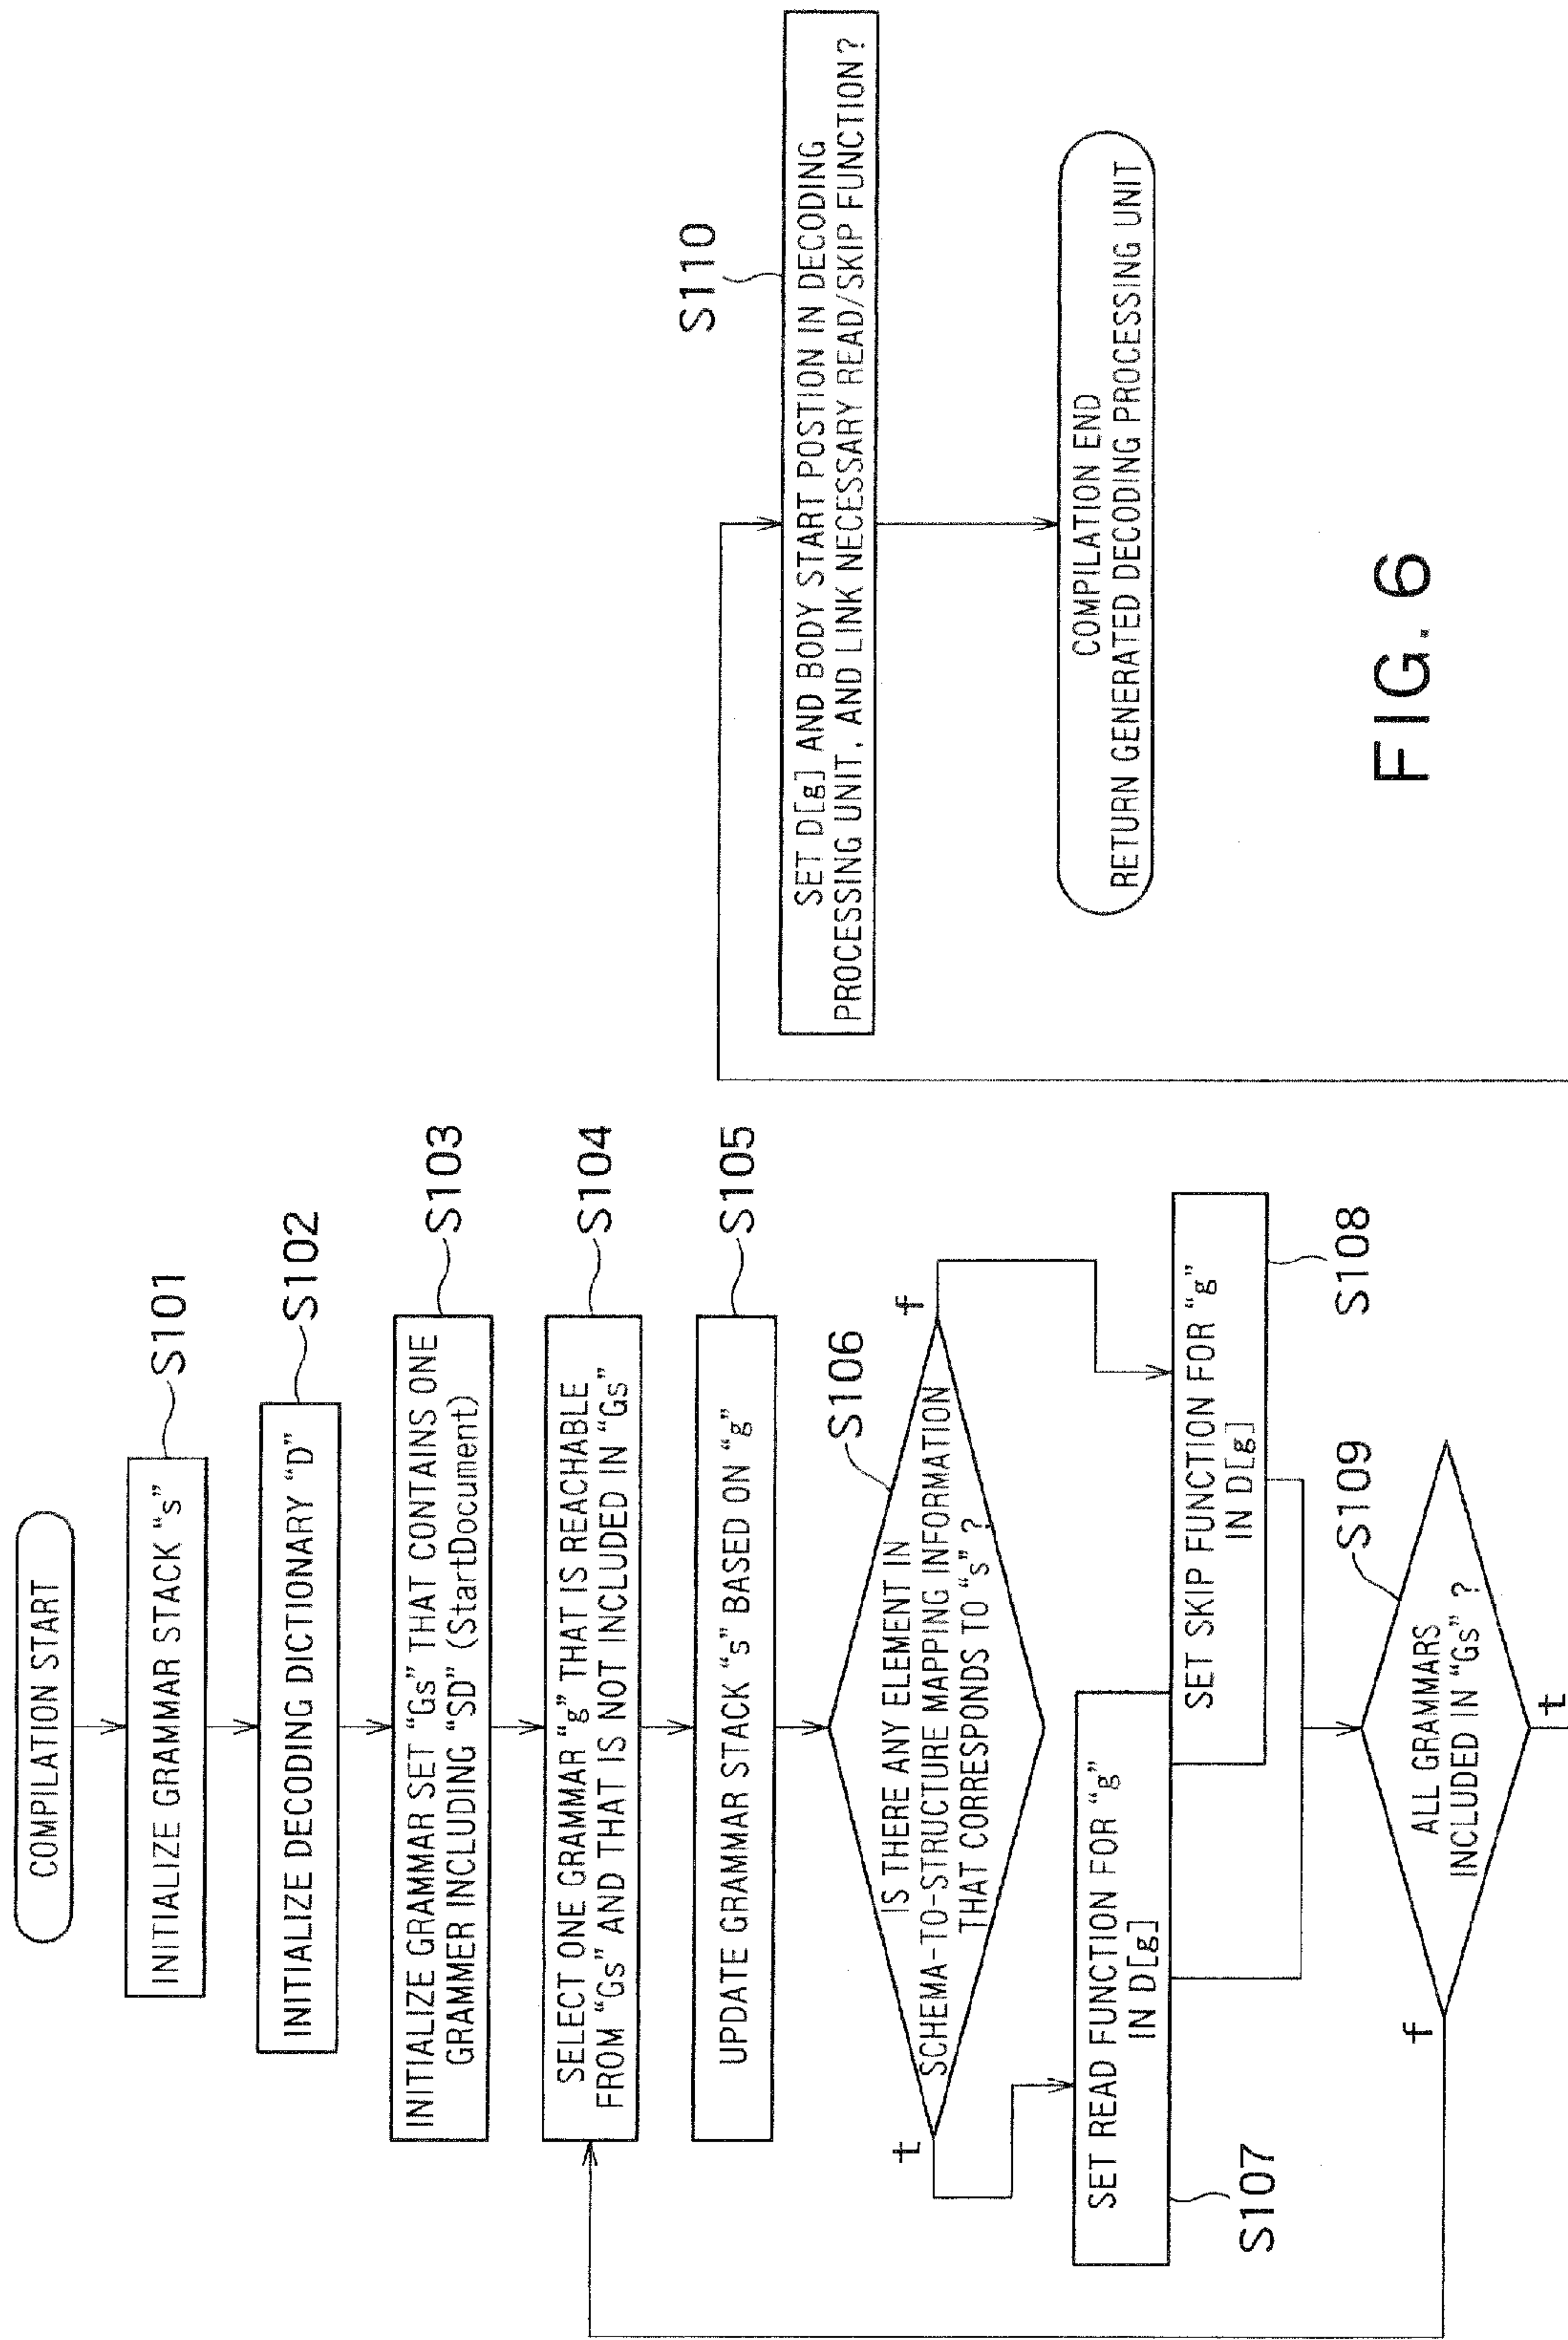 COMPILATION START
INITIALIZE GRAMMAR STACK “s”
S101
INITIALIZE DECODING DICTIONARY “D”
S102
INITIALIZE GRAMMAR SET “Gs” THAT CONTAINS ONE
GRAMMER INCLUDING “SD” (StartDocument)
S103
SELECT ONE GRAMMAR “g” THAT IS REACHABLE
FROM “Gs” AND THAT IS NOT INCLUDED IN “Gs”
S104
UPDATE GRAMMAR STACK “s” BASED ON “g”
S105
IS THERE ANY ELEMENT IN
SCHEMA-TO-STRUCTURE MAPPING INFORMATION
THAT CORRESPONDS TO “s” ?
S106
t
f
SET READ FUNCTION FOR “g”
IN D[g]
S107
SET SKIP FUNCTION FOR “g”
IN D[g]
S108
ALL GRAMMARS
INCLUDED IN “Gs” ?
S109
f
t
S110
SET D[g] AND BODY START POSTION IN DECODING
PROCESSING UNIT, AND LINK NECESSARY READ/SKIP FUNCTION?
COMPILATION END
RETURN GENERATED DECODING PROCESSING UNIT
FIG. 6